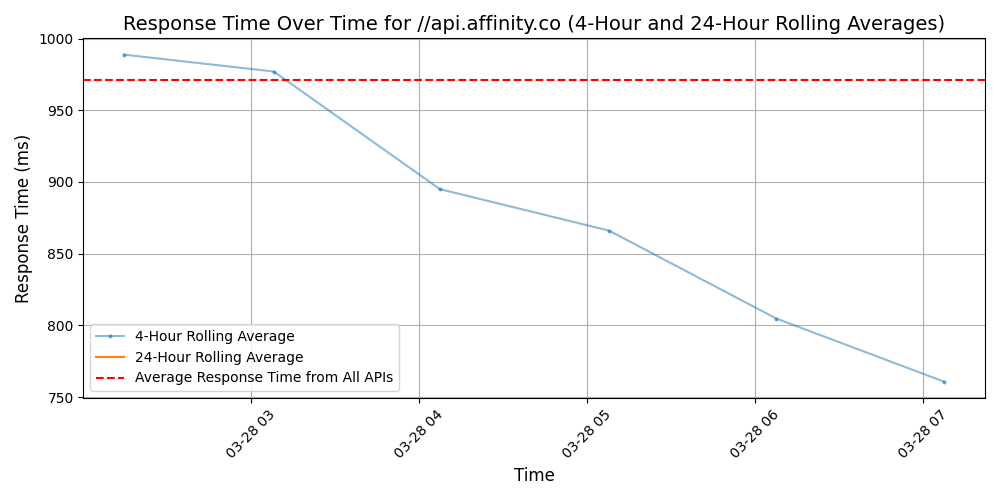 Response Time Over Time for //api.affinity.co (4-Hour and 24-Hour Rolling Averages)
Response Time (ms)
1000
950
900
850
800
750
4-Hour Rolling Average
24-Hour Rolling Average
Average Response Time from All APIs
03-28 03
03-28 04
03-28 05
03-28 06
03-28 07
Time